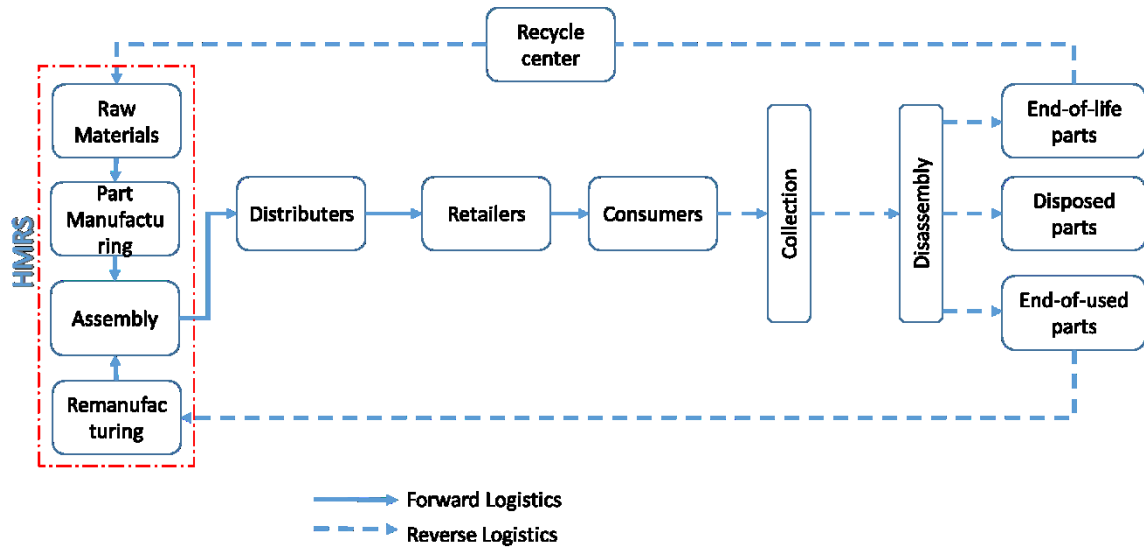 Recycle
center
HMRS
Raw
Materials
Part
Manufactu
ring
Assembly
Remanufac
turing
Distributers
Retailers
Consumers
Collection
Disassembly
End-of-life
parts
Disposed
parts
End-of-used
parts
Forward Logistics
Reverse Logistics